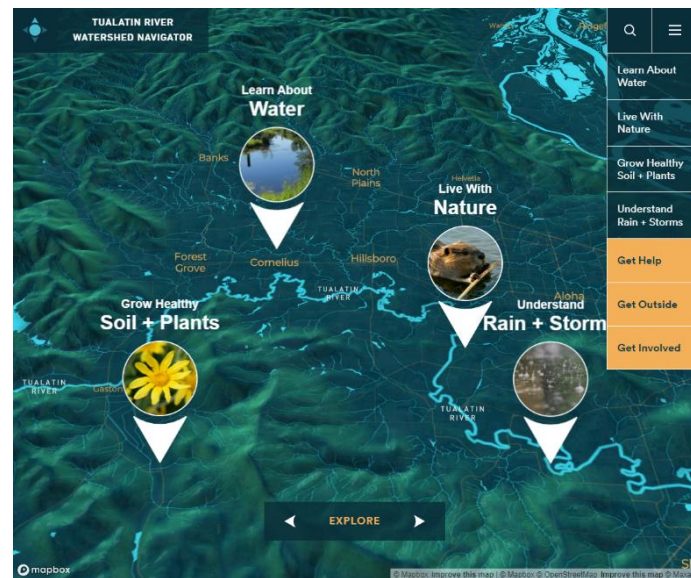 TUALATIN RIVER
WATERSHED NAVIGATOR
Learn About
Water
Live With
Nature
Grow Healthy
Soil + Plants
Understand
Rain + Storms
Get Help
Get Outside
Get Involved
Learn About
Water
Banks
North
Plains
Helvetia
Live With
Nature
Forest
Grove
Cornelius
Hillsboro
TUALATIN
RIVER
Aloha
Grow Healthy
Soil + Plants
Understand
Rain + Storm
TUALATIN
RIVER
Gaston
TUALATIN
RIVER
EXPLORE
mapbox
© Mapbox Improve this map | © Mapbox © OpenStreetMap Improve this map © Maxa